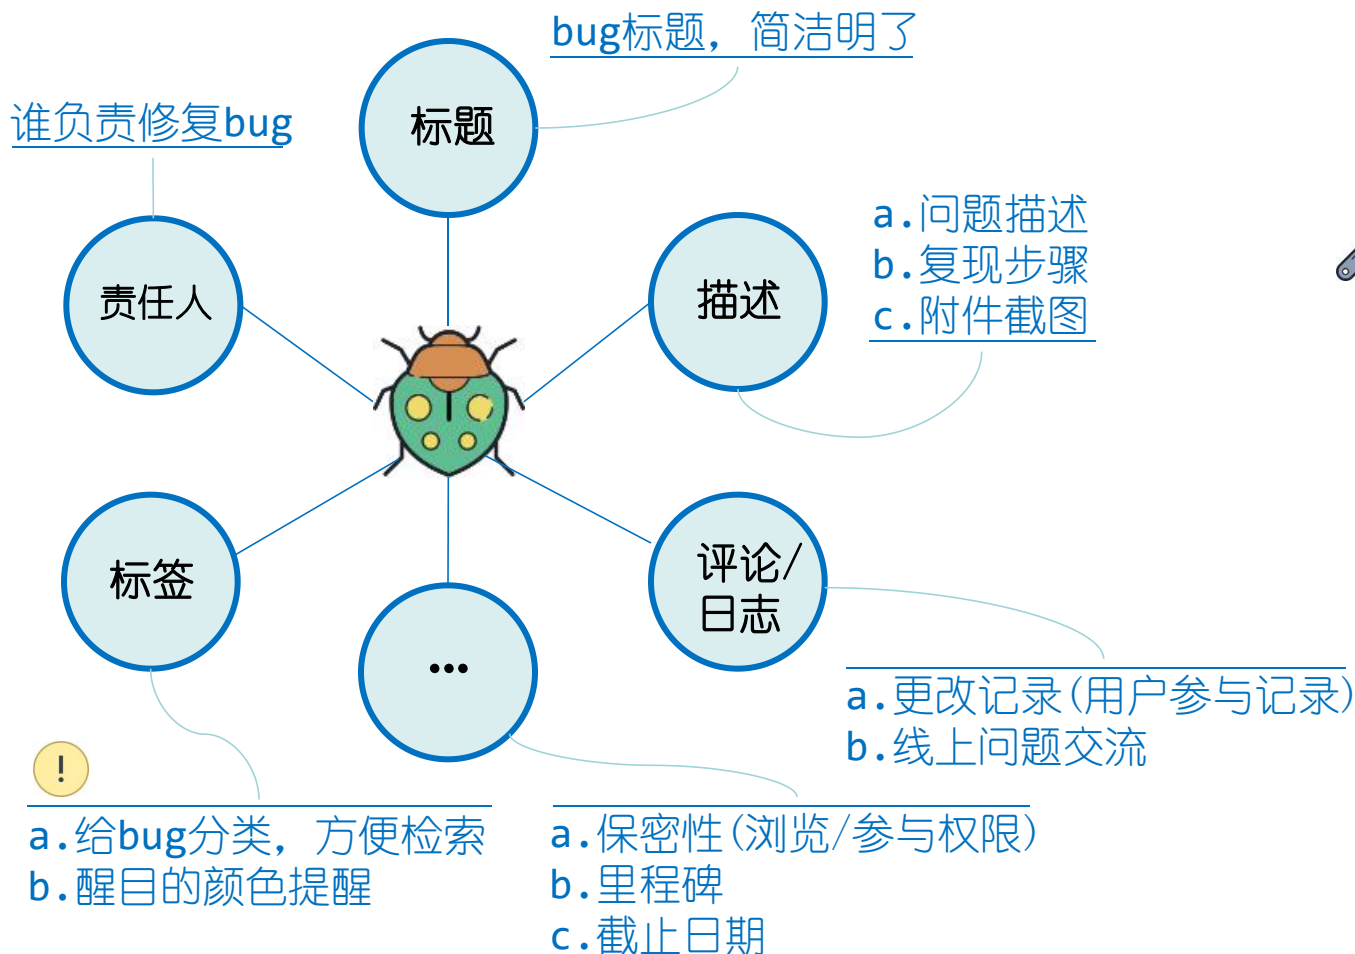 bug标题，简洁明了
标题
谁负责修复bug
责任人
描述
a.问题描述
b.复现步骤
c.附件截图
标签
...
评论/
日志
a.更改记录(用户参与记录)
b.线上问题交流
!
a.给bug分类，方便检索
b.醒目的颜色提醒
a.保密性(浏览/参与权限)
b.里程碑
c.截止日期